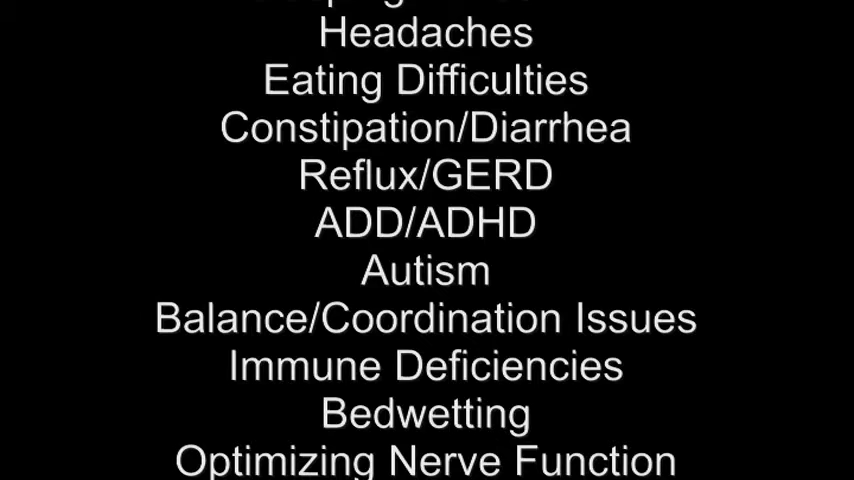 Headaches
Eating Difficulties
Constipation/Diarrhea
Reflux/GERD
ADD/ADHD
Autism
Balance/Coordination Issues
Immune Deficiencies
Bedwetting
Optimizing Nerve Function